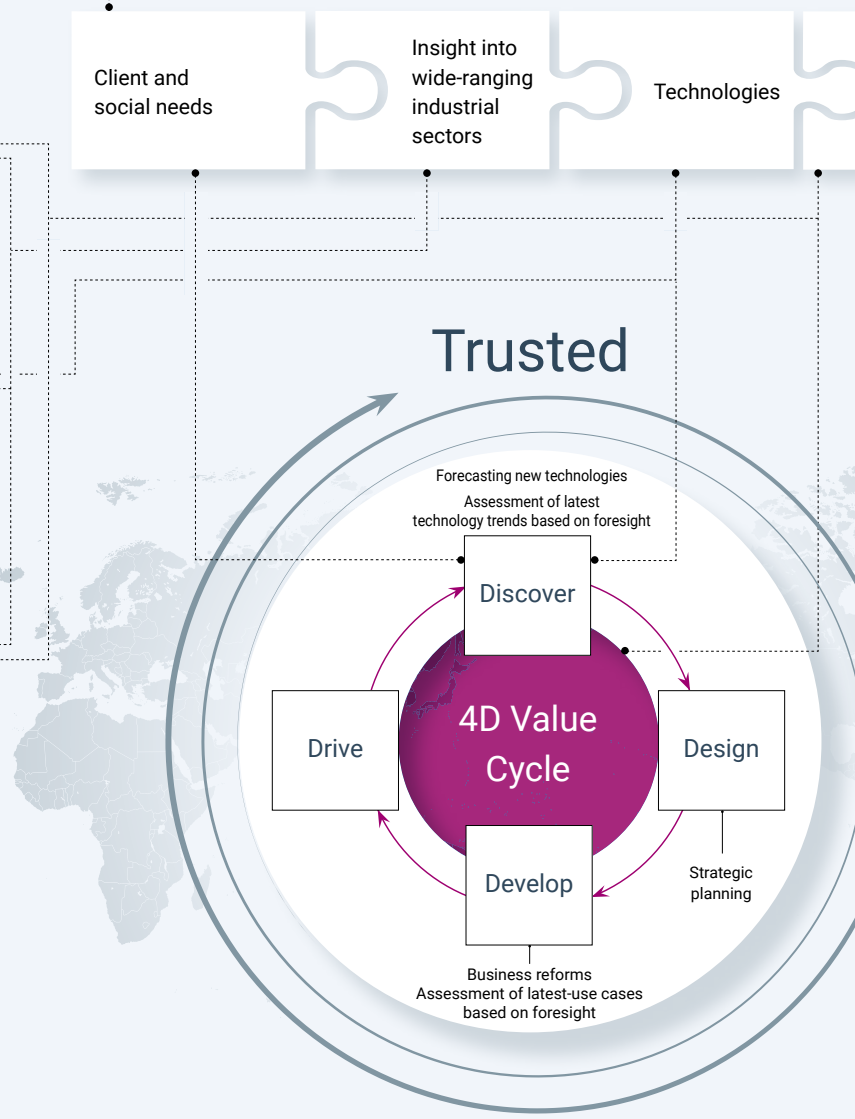 Client and
social needs
Insight into
wide-ranging
industrial
sectors
Technologies
Trusted
Forecasting new technologies
Assessment of latest
technology trends based on foresight
Discover
4D Value
Cycle
Drive
Design
Develop
Strategic
planning
Business reforms
Assessment of latest-use cases
based on foresight